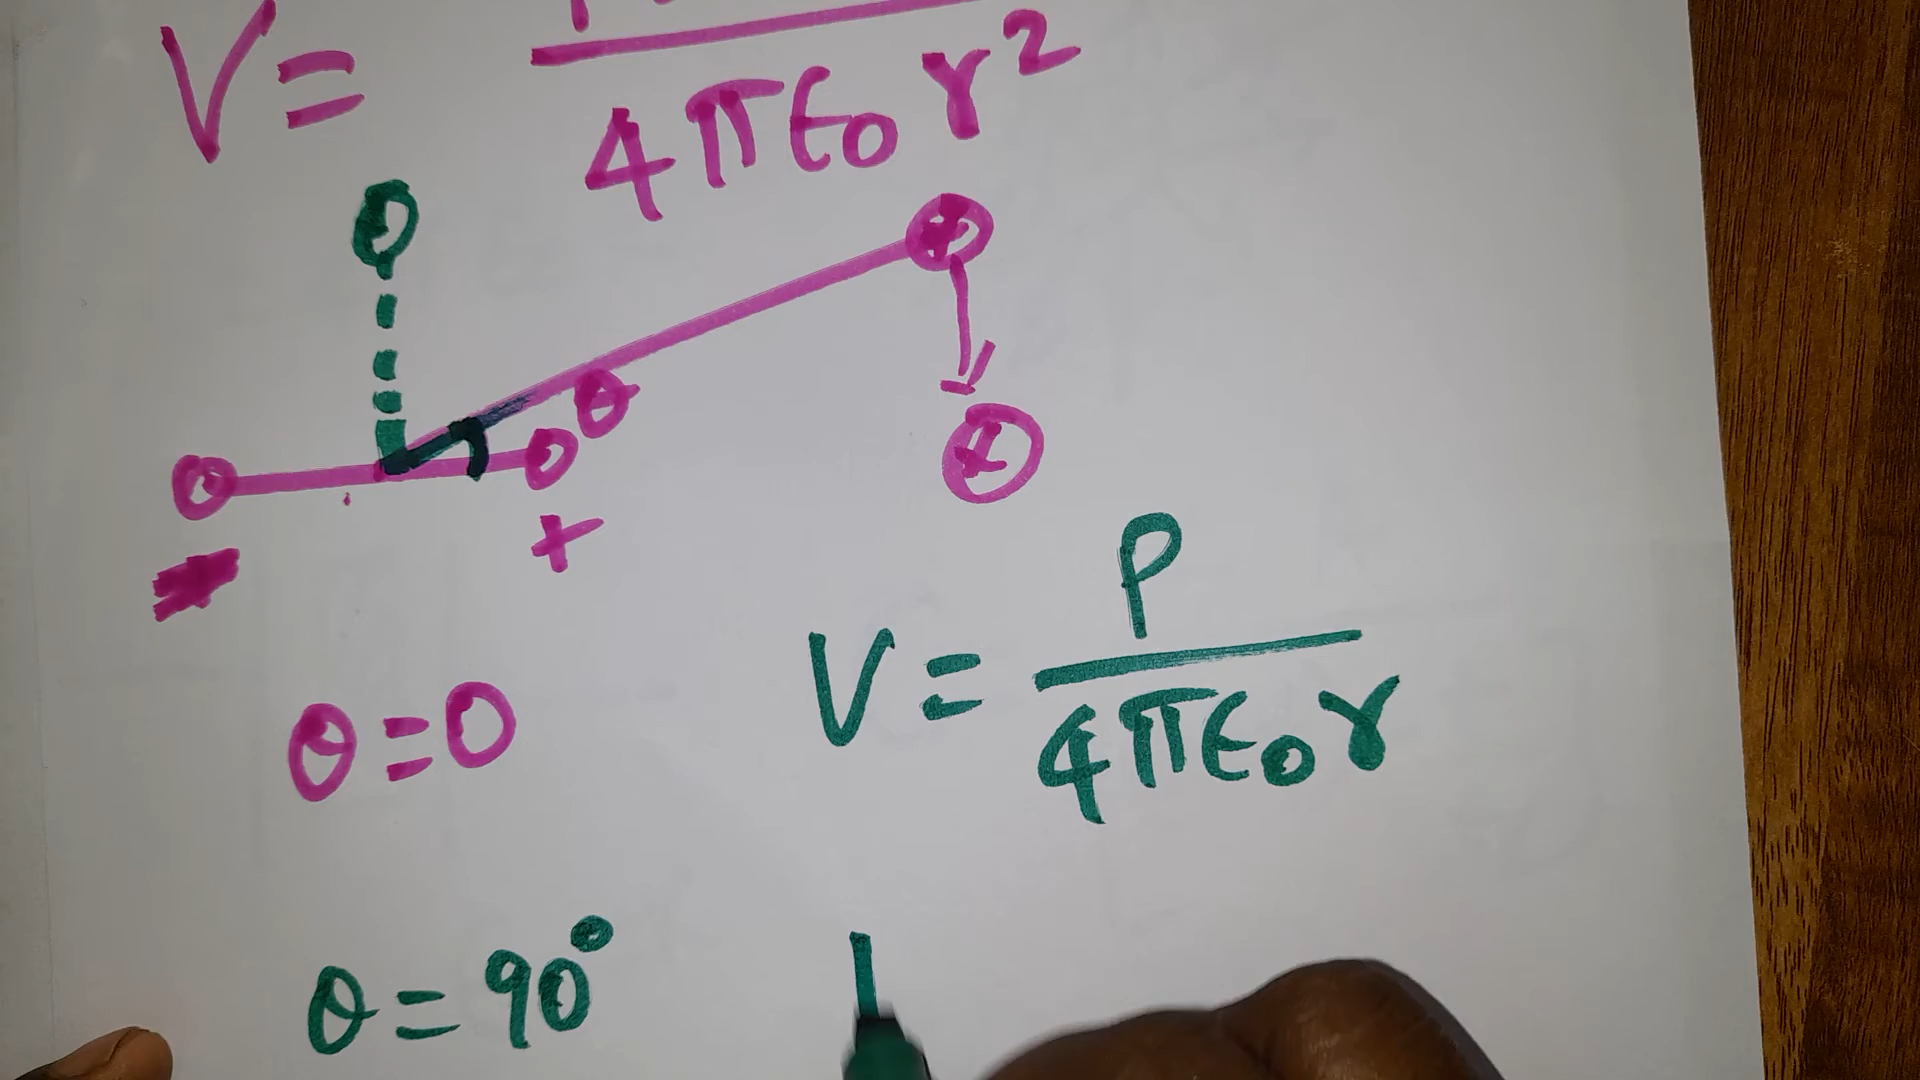 V =
4πϵ₀r²
θ
+
P
V =
4πϵ₀r
θ = 0
θ = 90°